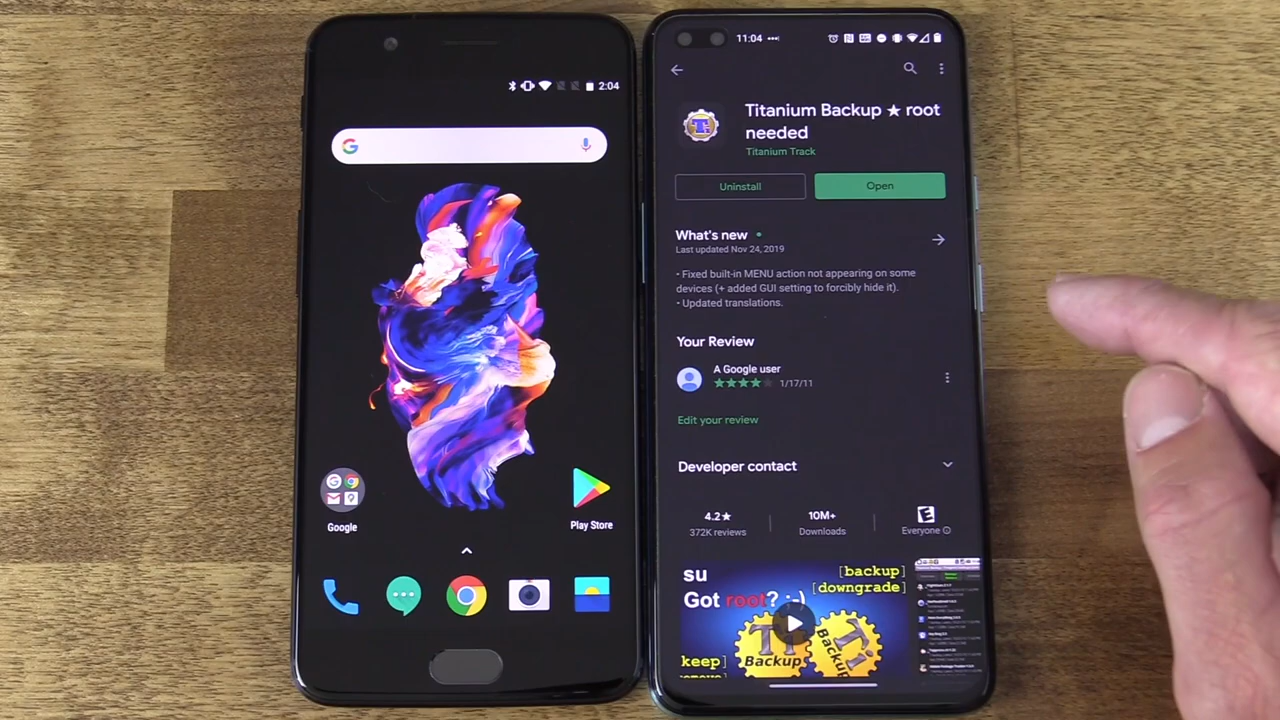 2:04
Google
Play Store
11:04
Titanium Backup ★ root
needed
Titanium Track
Uninstall
Open
What's new
Last updated Nov 24, 2019
• Fixed built-in MENU action not appearing on some
devices (+ added GUI setting to forcibly hide it).
• Updated translations.
Your Review
A Google user
1/17/11
Edit your review
Developer contact
4.2★
372K reviews
10M+
Downloads
E
Everyone
su
Got root? ;-)
[backup]
[downgrade]
keep]
Backup
Backup